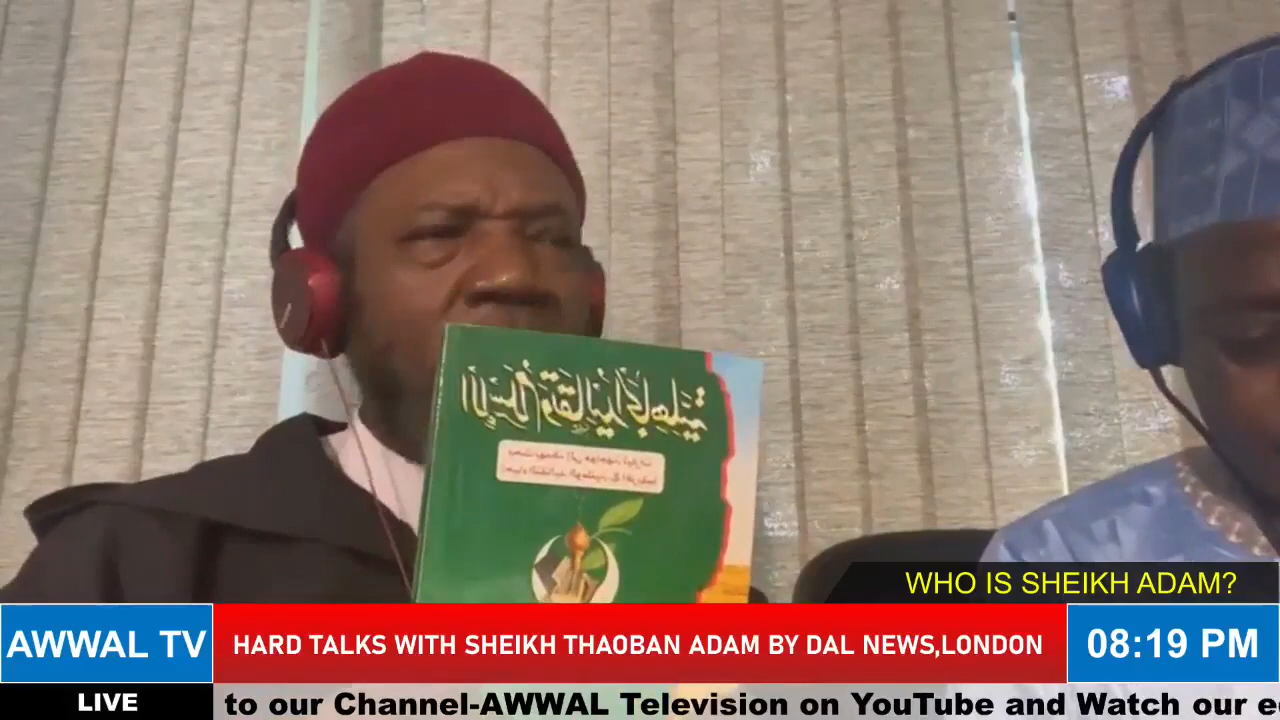 WHO IS SHEIKH ADAM?
AWWAL TV
HARD TALKS WITH SHEIKH THAOBAN ADAM BY DAL NEWS,LONDON
08:19 PM
LIVE
to our Channel-AWWAL Television on YouTube and Watch our